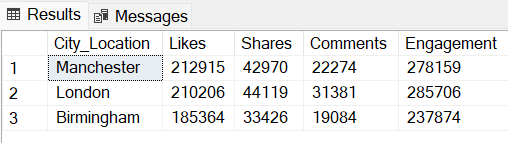 Results Messages
City_Location Likes Shares Comments Engagement
1 Manchester 212915 42970 22274 278159
2 London 210206 44119 31381 285706
3 Birmingham 185364 33426 19084 237874